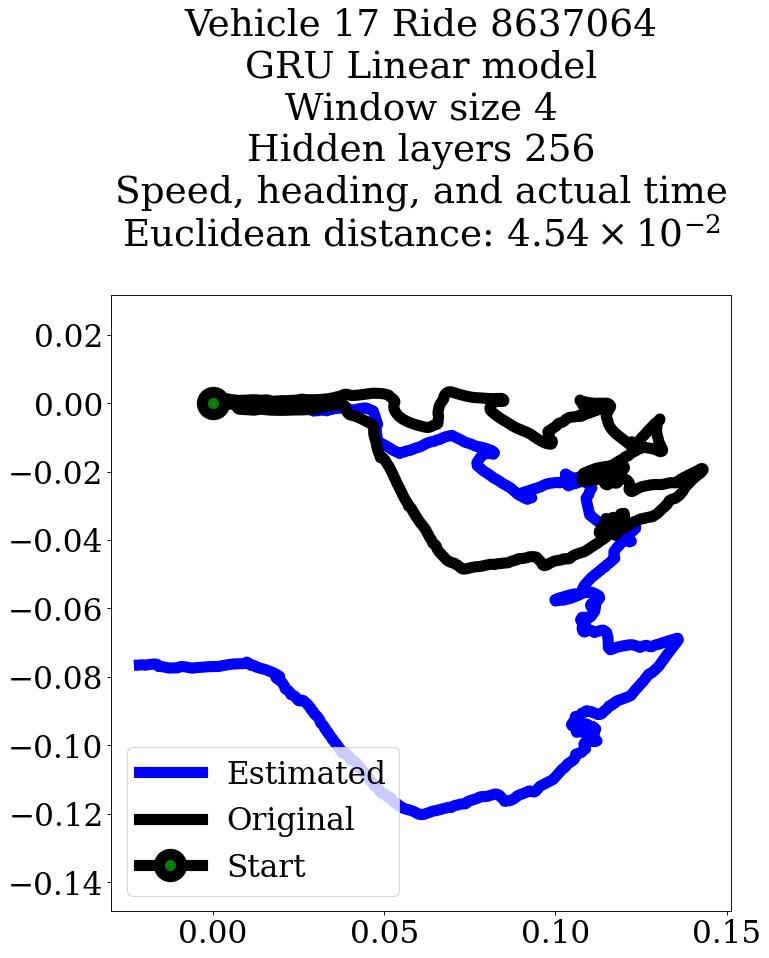 Vehicle 17 Ride 8637064
GRU Linear model
Window size 4
Hidden layers 256
Speed, heading, and actual time
Euclidean distance: 4.54 × 10⁻²
0.02
0.00
−0.02
−0.04
−0.06
−0.08
−0.10
−0.12
−0.14
Estimated
Original
Start
0.00 0.05 0.10 0.15